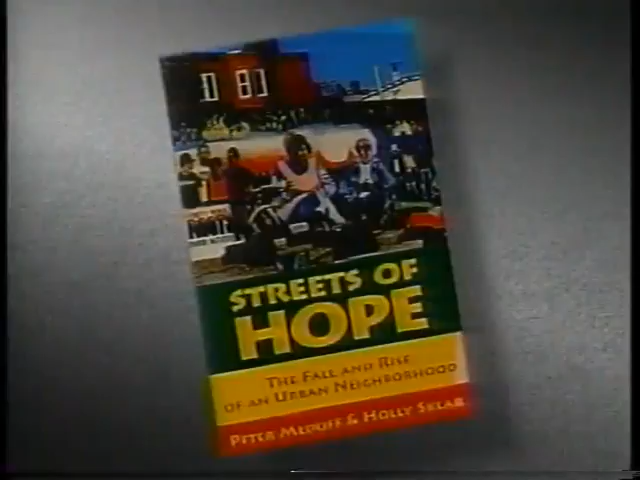 STREETS OF
HOPE
THE FALL AND RISE
OF AN URBAN NEIGHBORHOOD
PETER MEDOFF & HOLLY SKLAR